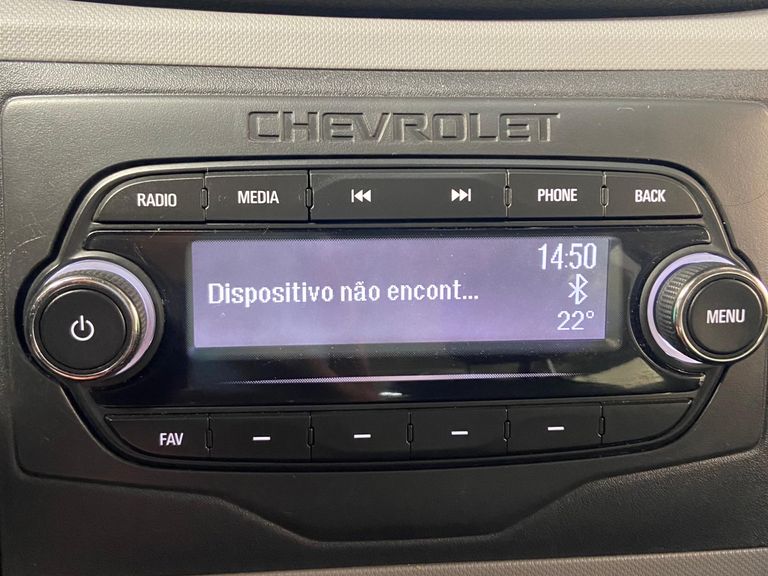 CHEVROLET
RADIO MEDIA PHONE BACK
14:50
Dispositivo não encont...
22°
MENU
FAV